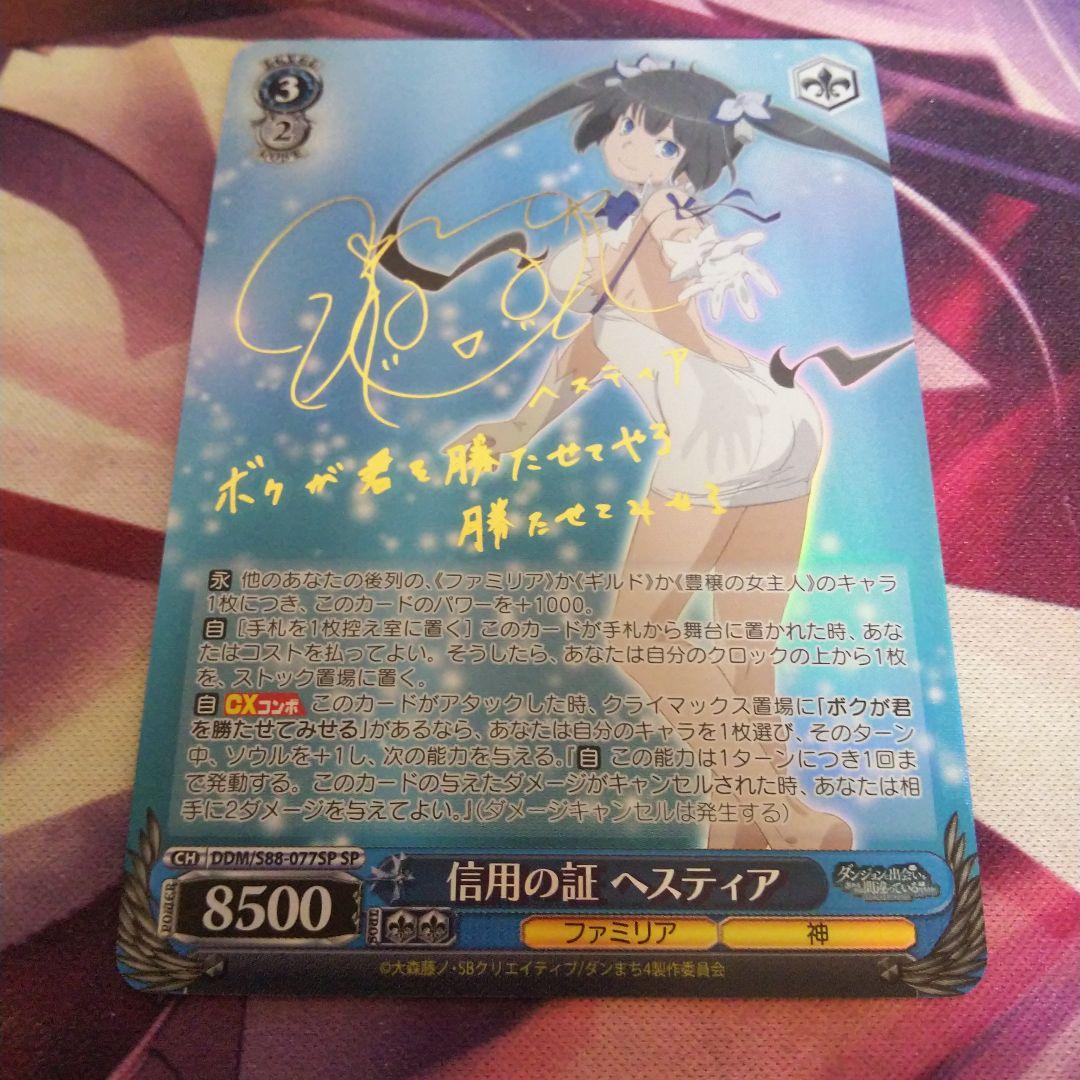 LEVEL
3
2
COST
ヘスティア
ボクが君を勝たせてやる
勝たせてみせる
永 他のあなたの後列の、《ファミリア》か《ギルド》か《豊穣の女主人》のキャラ
1枚につき、このカードのパワーを+1000。
自 [手札を1枚控え室に置く] このカードが手札から舞台に置かれた時、あな
たはコストを払ってよい。そうしたら、あなたは自分のクロックの上から1枚
を、ストック置場に置く。
自 CXコンボ このカードがアタックした時、クライマックス置場に「ボクが君
を勝たせてみせる」があるなら、あなたは自分のキャラを1枚選び、そのターン
中、ソウルを+1し、次の能力を与える。『自 この能力は1ターンにつき1回ま
で発動する。 このカードの与えたダメージがキャンセルされた時、あなたは相
手に2ダメージを与えてよい。』(ダメージキャンセルは発生する)
CH DDM/S88-077SP SP
POWER 8500 SOUL
信用の証 ヘスティア
ファミリア 神
©大森藤ノ・SBクリエイティブ/ダンまち4製作委員会